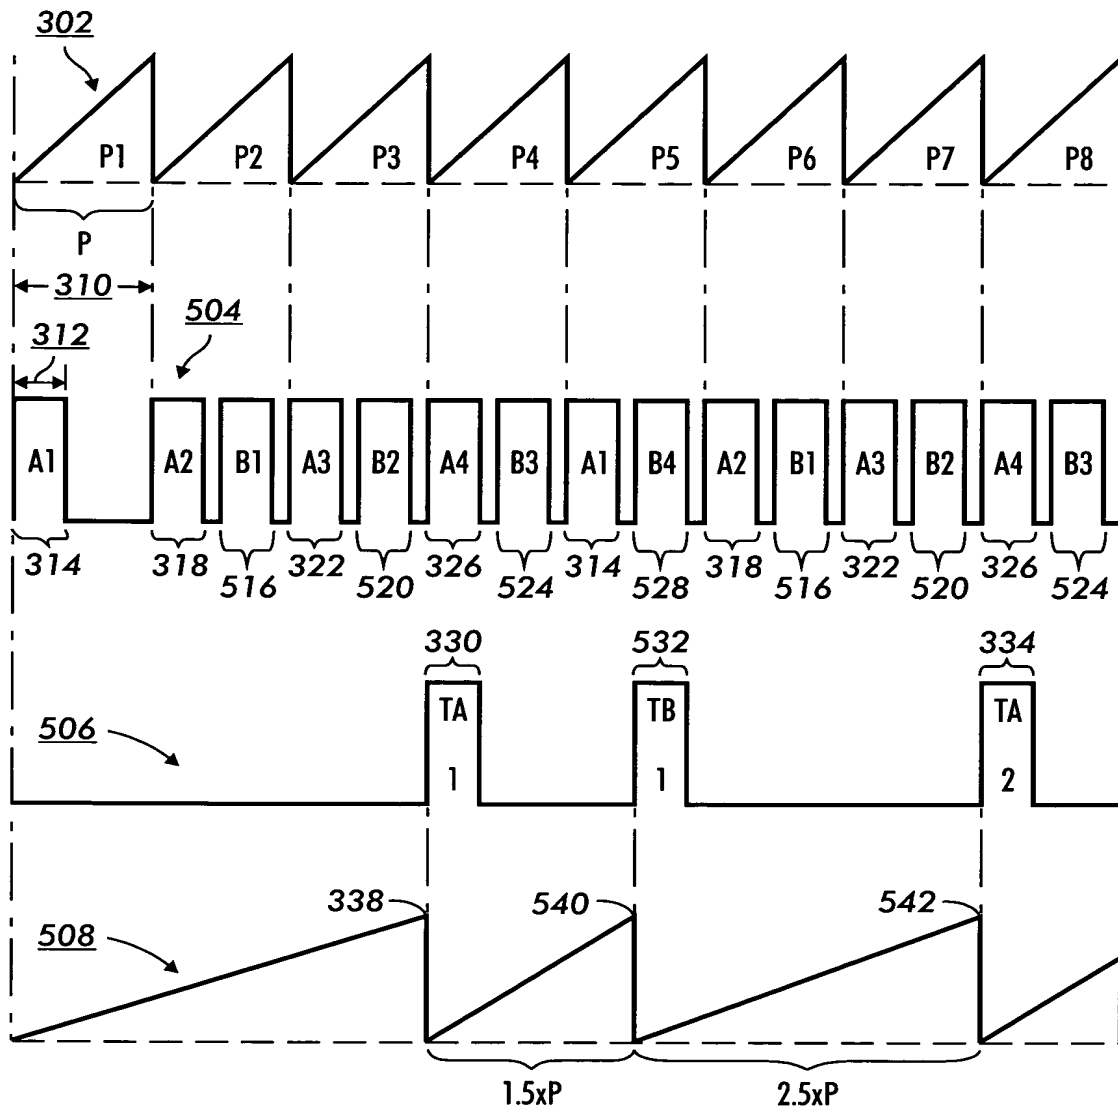 302
P1 P2 P3 P4 P5 P6 P7 P8
P
310
504
312
A1 A2 B1 A3 B2 A4 B3 A1 B4 A2 B1 A3 B2 A4 B3
314 318 516 322 520 326 524 314 528 318 516 322 520 326 524
330 532 334
TA TB TA
506
1 1 2
338 540 542
508
1.5xP 2.5xP